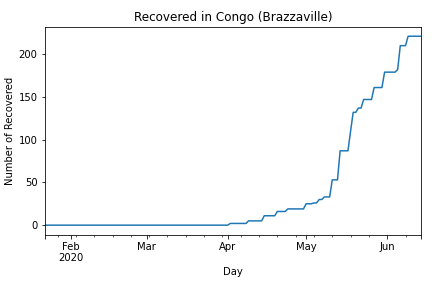 Recovered in Congo (Brazzaville)
Number of Recovered
200
150
100
50
0
Feb
2020
Mar
Apr
May
Jun
Day